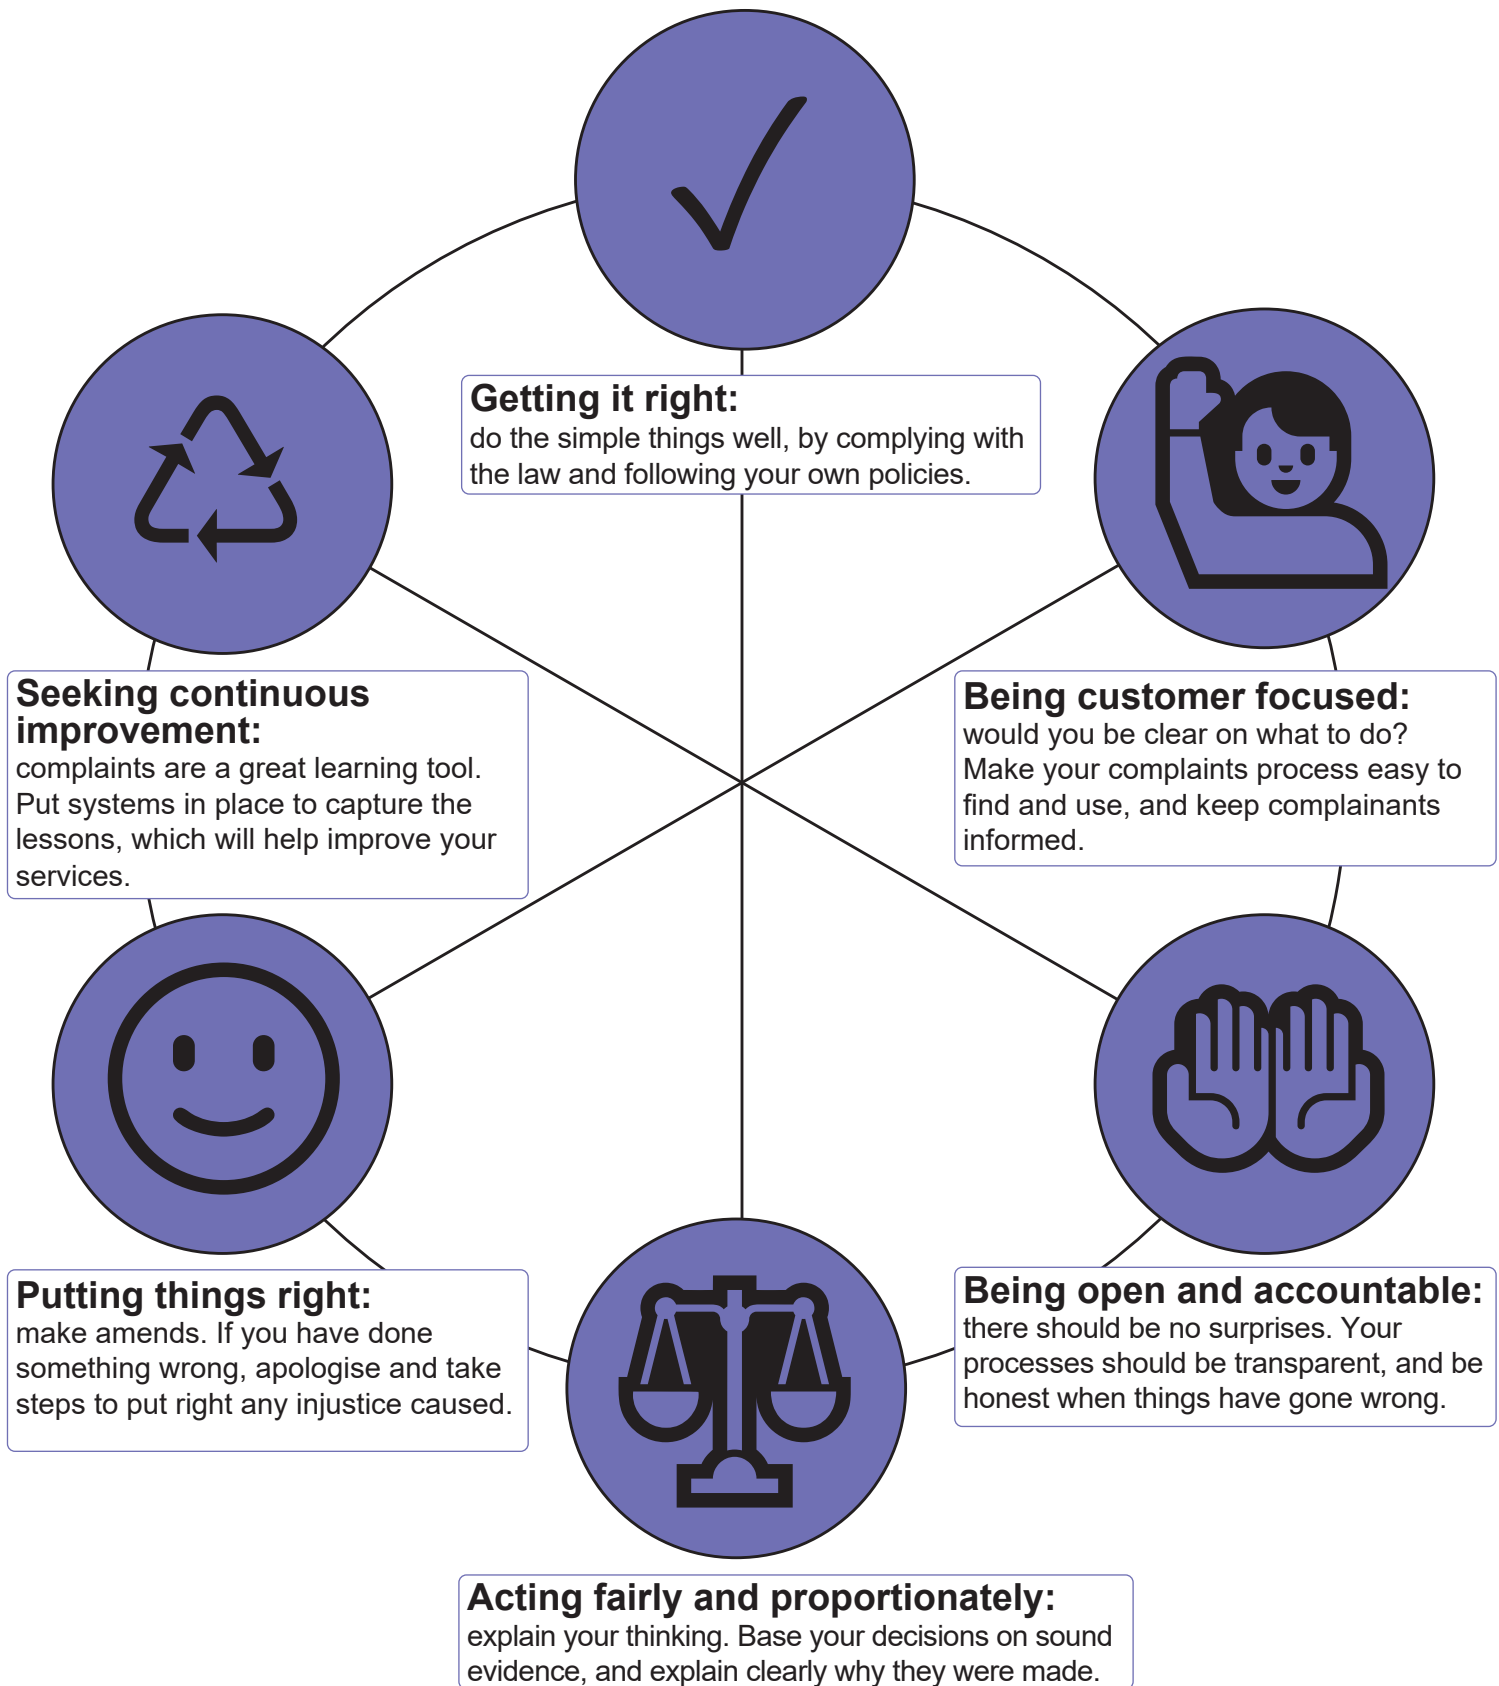 Getting it right:
do the simple things well, by complying with
the law and following your own policies.
Being customer focused:
would you be clear on what to do?
Make your complaints process easy to
find and use, and keep complainants
informed.
Being open and accountable:
there should be no surprises. Your
processes should be transparent, and be
honest when things have gone wrong.
Acting fairly and proportionately:
explain your thinking. Base your decisions on sound
evidence, and explain clearly why they were made.
Putting things right:
make amends. If you have done
something wrong, apologise and take
steps to put right any injustice caused.
Seeking continuous
improvement:
complaints are a great learning tool.
Put systems in place to capture the
lessons, which will help improve your
services.